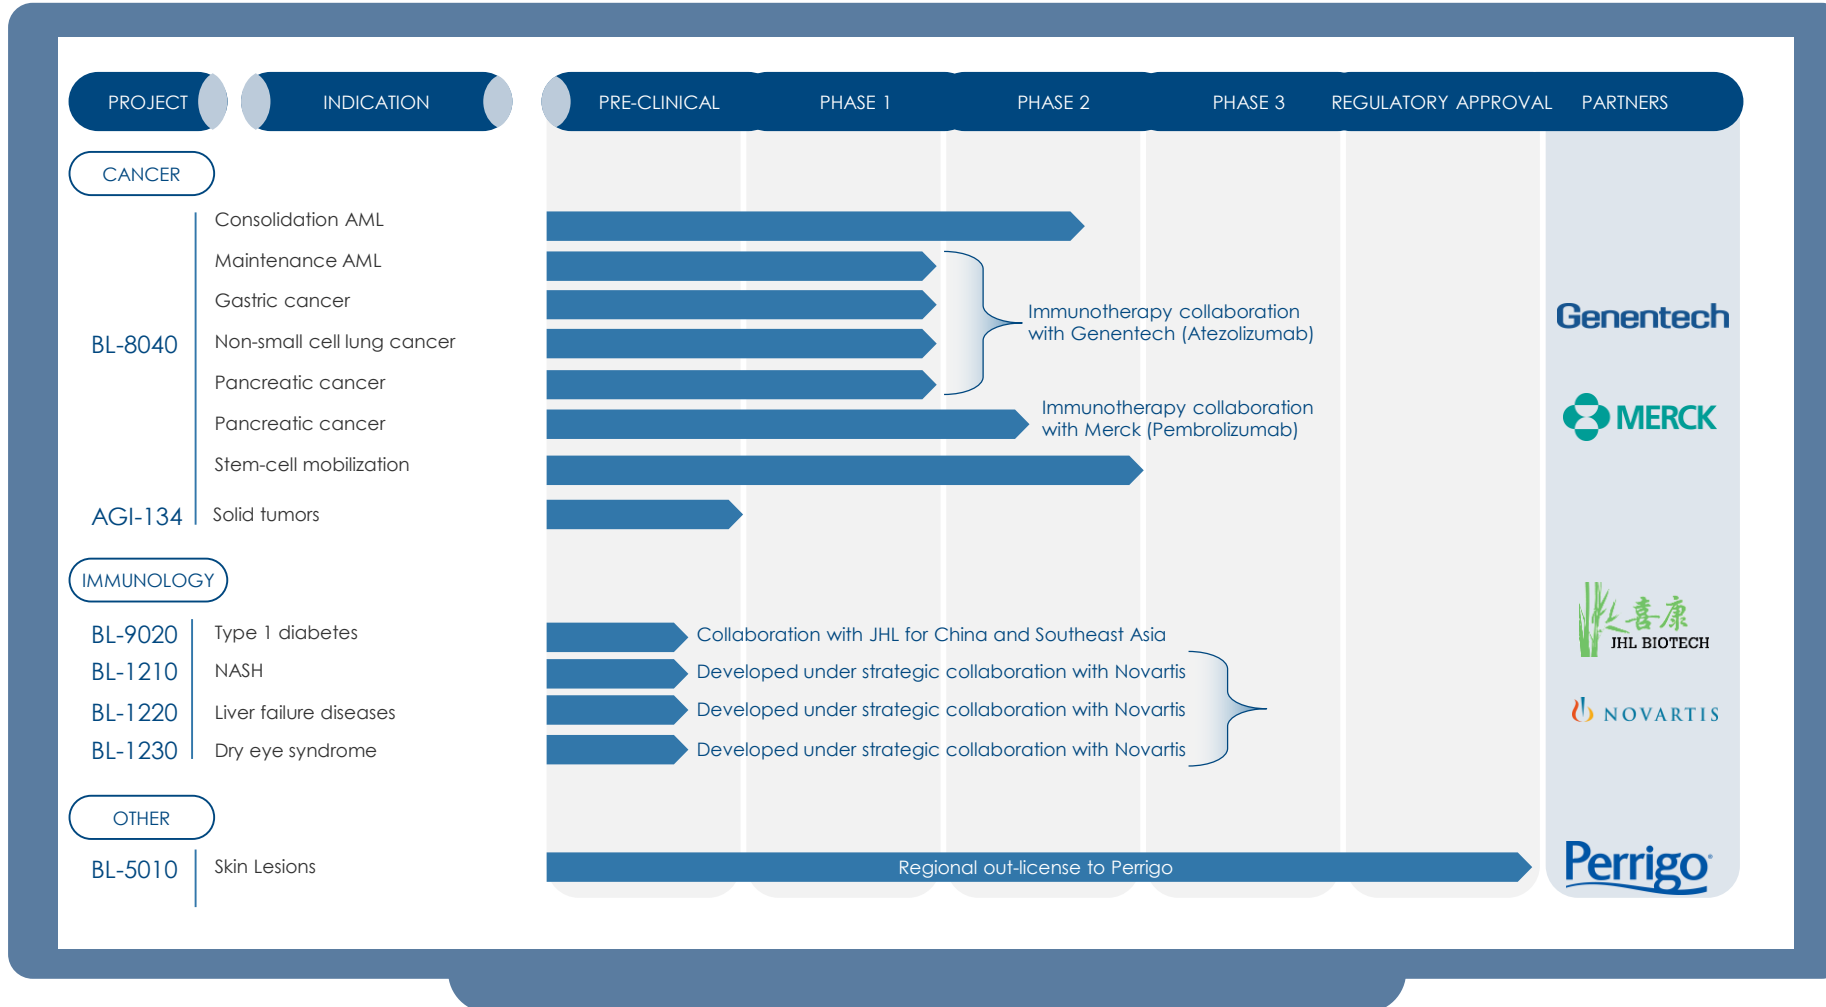 PROJECT INDICATION PRE-CLINICAL PHASE 1 PHASE 2 PHASE 3 REGULATORY APPROVAL PARTNERS
CANCER
Consolidation AML
Maintenance AML
Gastric cancer
Immunotherapy collaboration
with Genentech (Atezolizumab)
Genentech
BL-8040
Non-small cell lung cancer
Pancreatic cancer
Pancreatic cancer
Immunotherapy collaboration
with Merck (Pembrolizumab)
MERCK
Stem-cell mobilization
AGI-134 Solid tumors
IMMUNOLOGY
BL-9020 Type 1 diabetes Collaboration with JHL for China and Southeast Asia
喜康
JHL BIOTECH
BL-1210 NASH Developed under strategic collaboration with Novartis
BL-1220 Liver failure diseases Developed under strategic collaboration with Novartis
NOVARTIS
BL-1230 Dry eye syndrome Developed under strategic collaboration with Novartis
OTHER
BL-5010 Skin Lesions Regional out-license to Perrigo Perrigo